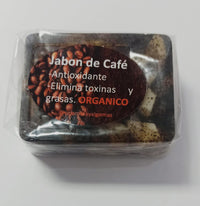 Jabon de Café
-Antioxidante
-Elimina toxinas y
grasas. ORGANICO